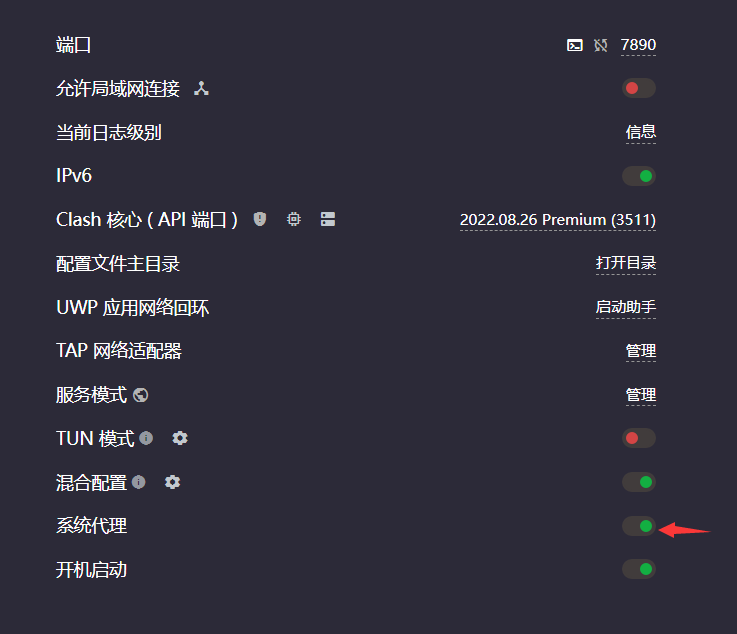 端口 7890
允许局域网连接
当前日志级别 信息
IPv6
Clash 核心 ( API 端口 ) 2022.08.26 Premium (3511)
配置文件主目录 打开目录
UWP 应用网络回环 启动助手
TAP 网络适配器 管理
服务模式 管理
TUN 模式
混合配置
系统代理
开机启动